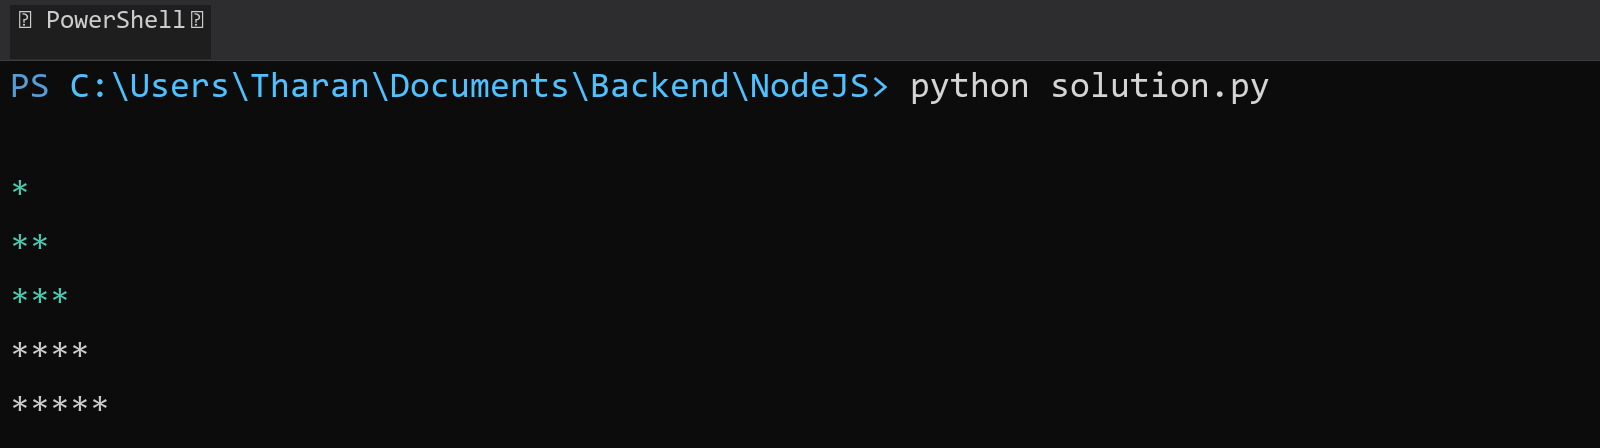 PowerShell
PS C:\Users\Tharan\Documents\Backend\NodeJS> python solution.py
*
**
***
****
*****